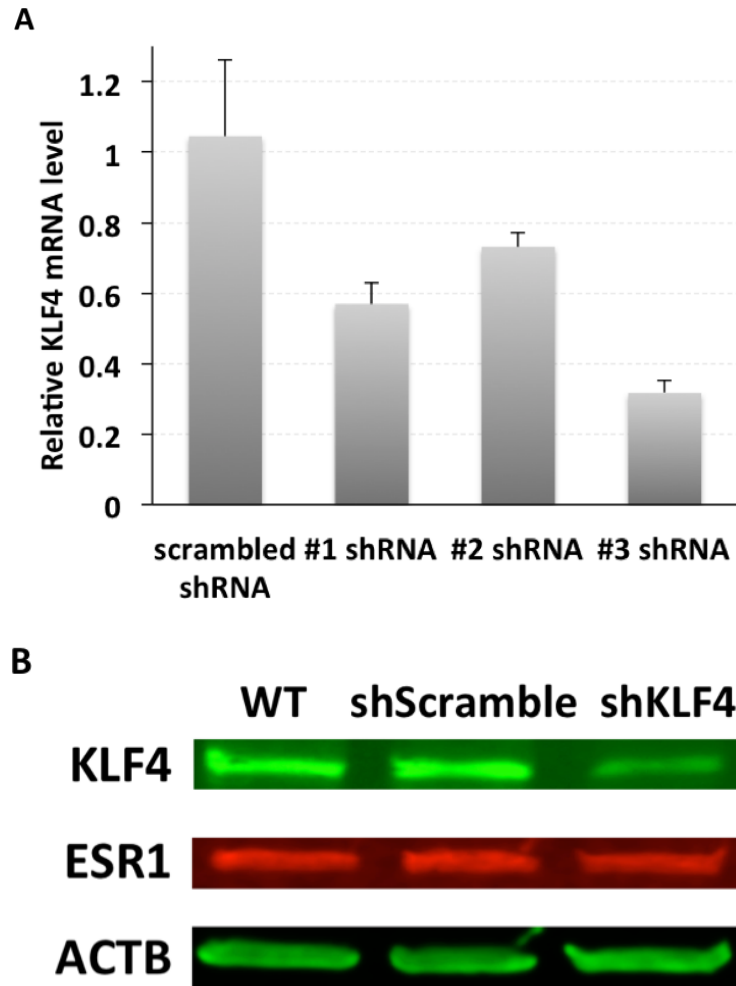 A
Relative KLF4 mRNA level
1.2
1
0.8
0.6
0.4
0.2
0
scrambled #1 shRNA #2 shRNA #3 shRNA
shRNA
B
WT shScramble shKLF4
KLF4
ESR1
ACTB